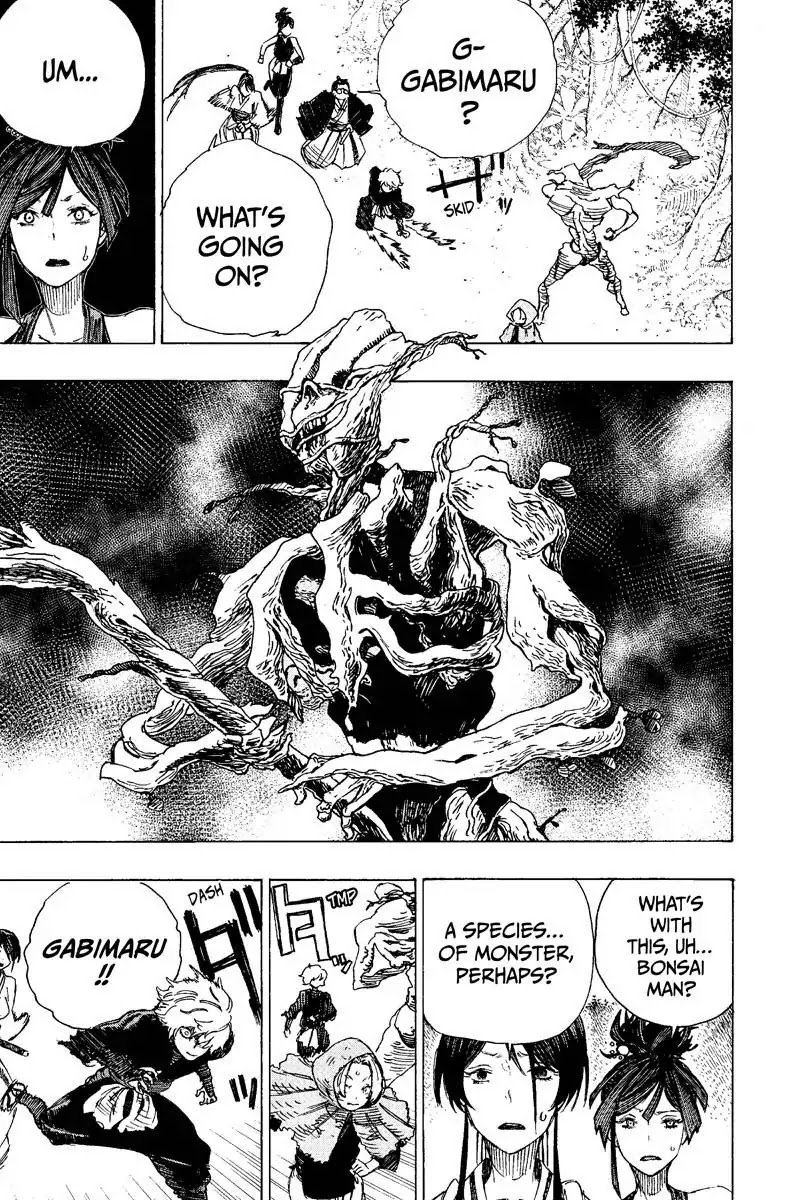 G-
GABIMARU
?
SKID
WHAT'S
GOING
ON?
UM...
WHAT'S
WITH
THIS, UH...
BONSAI
MAN?
A SPECIES...
OF MONSTER,
PERHAPS?
TMP
DASH
GABIMARU
!!